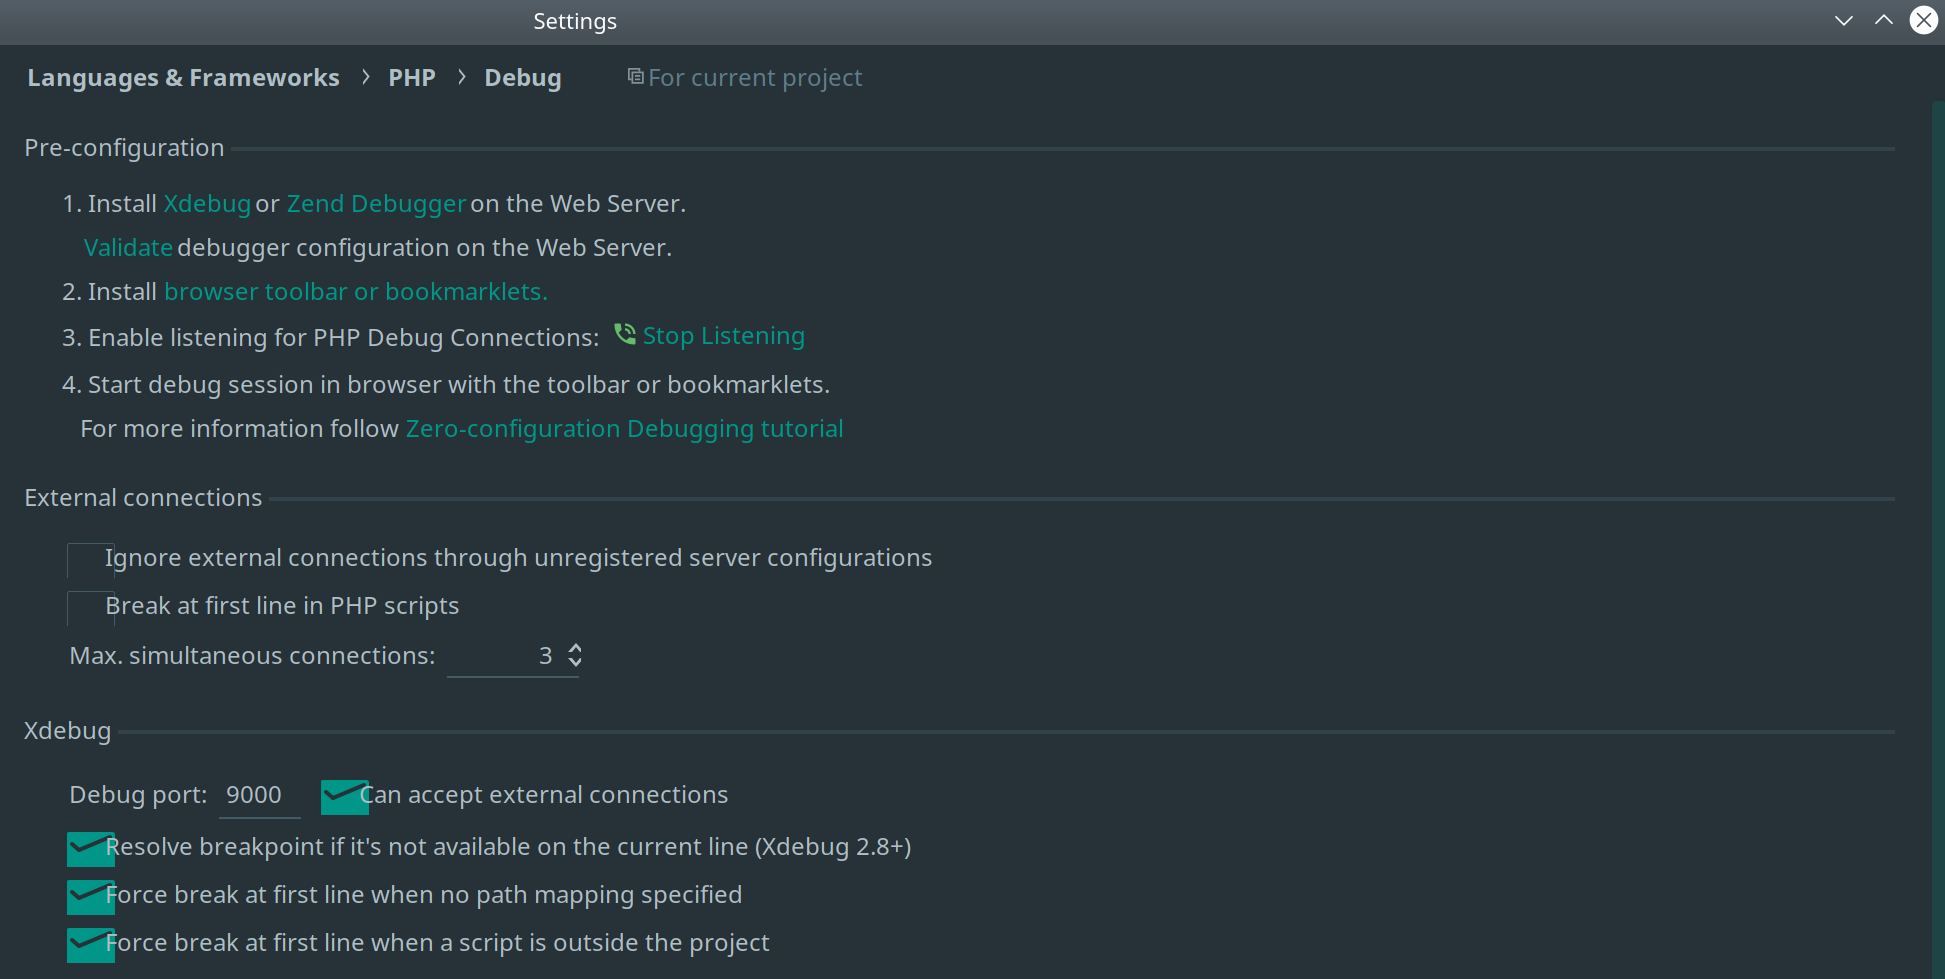 Settings
Languages & Frameworks > PHP > Debug For current project
Pre-configuration
1. Install Xdebug or Zend Debugger on the Web Server.
Validate debugger configuration on the Web Server.
2. Install browser toolbar or bookmarklets.
3. Enable listening for PHP Debug Connections: Stop Listening
4. Start debug session in browser with the toolbar or bookmarklets.
For more information follow Zero-configuration Debugging tutorial
External connections
Ignore external connections through unregistered server configurations
Break at first line in PHP scripts
Max. simultaneous connections: 3
Xdebug
Debug port: 9000 Can accept external connections
Resolve breakpoint if it's not available on the current line (Xdebug 2.8+)
Force break at first line when no path mapping specified
Force break at first line when a script is outside the project